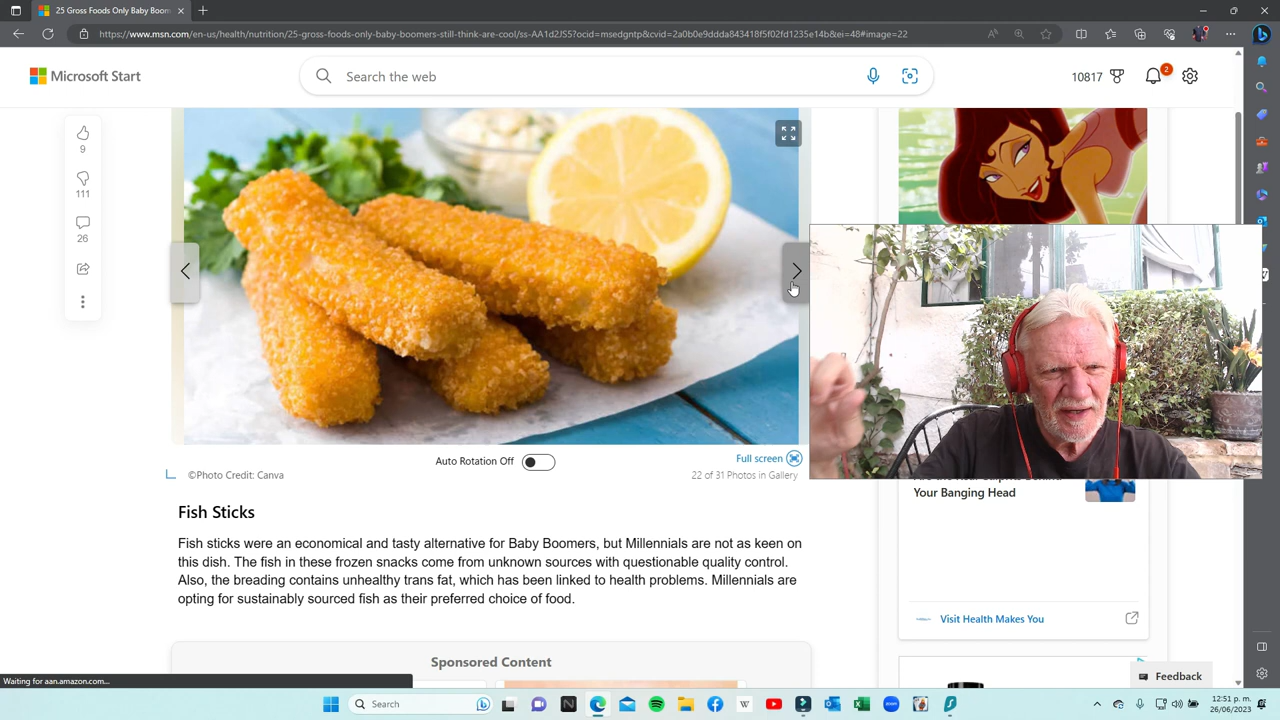 25 Gross Foods Only Baby Boom
https://www.msn.com/en-us/health/nutrition/25-gross-foods-only-baby-boomers-still-think-are-cool/ss-AA1d2JS5?ocid=msedgntp&cvid=2a0b0e9ddda843418f5f02fd1235e14b&ei=48#image=22
Microsoft Start
Search the web
10817
2
9
111
26
Auto Rotation Off
Full screen
©Photo Credit: Canva
22 of 31 Photos in Gallery
Your Banging Head
Fish Sticks
Fish sticks were an economical and tasty alternative for Baby Boomers, but Millennials are not as keen on
this dish. The fish in these frozen snacks come from unknown sources with questionable quality control.
Also, the breading contains unhealthy trans fat, which has been linked to health problems. Millennials are
opting for sustainably sourced fish as their preferred choice of food.
Visit Health Makes You
Sponsored Content
Feedback
Waiting for aan.amazon.com...
Search
12:51 p. m.
26/06/2023